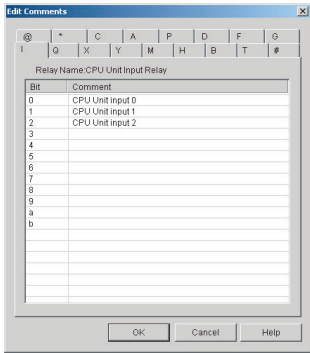 Edit Comments
@ * C A P D F G
I Q X Y M H B T #
Relay Name:CPU Unit Input Relay
Bit Comment
0 CPU Unit input 0
1 CPU Unit input 1
2 CPU Unit input 2
3
4
5
6
7
8
9
a
b
OK Cancel Help